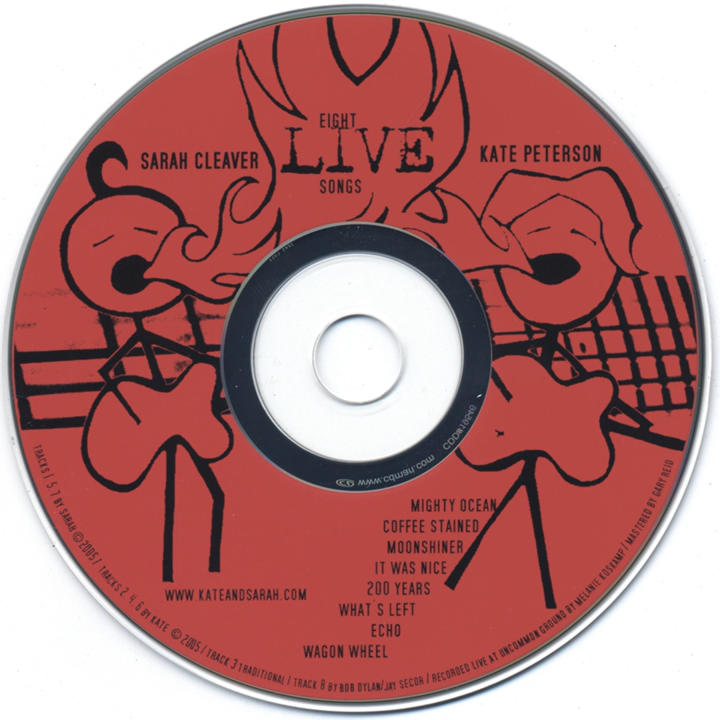 EIGHT
LIVE
SONGS
SARAH CLEAVER
KATE PETERSON
MIGHTY OCEAN
COFFEE STAINED
MOONSHINER
IT WAS NICE
200 YEARS
WHAT'S LEFT
ECHO
WAGON WHEEL
WWW.KATEANDSARAH.COM
TRACKS 1 5 7 BY SARAH ©2005 / TRACKS 2 4 6 BY KATE © 2005 / TRACK 3 TRADITIONAL / TRACK 8 BY BOB DYLAN/JAY SECOR / RECORDED LIVE AT UNCOMMON GROUND BY MELANIE KOSKAMP / MASTERED BY GARY REID
www.cdman.com